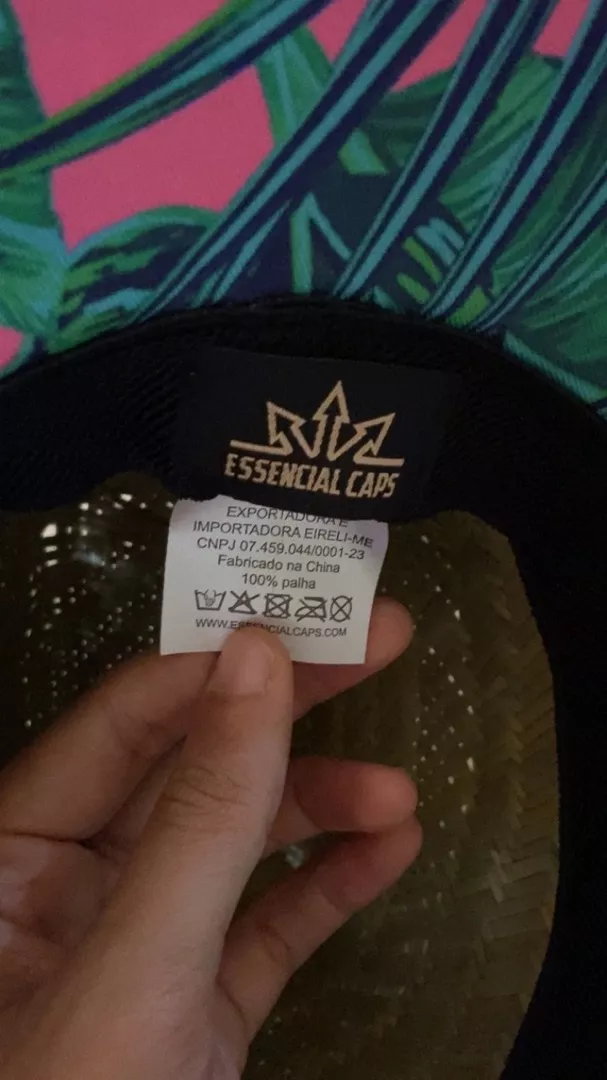 ESSENCIAL CAPS
EXPORTADORA E
IMPORTADORA EIRELI-ME
CNPJ 07.459.044/0001-23
Fabricado na China
100% palha
WWW.ESSENCIALCAPS.COM